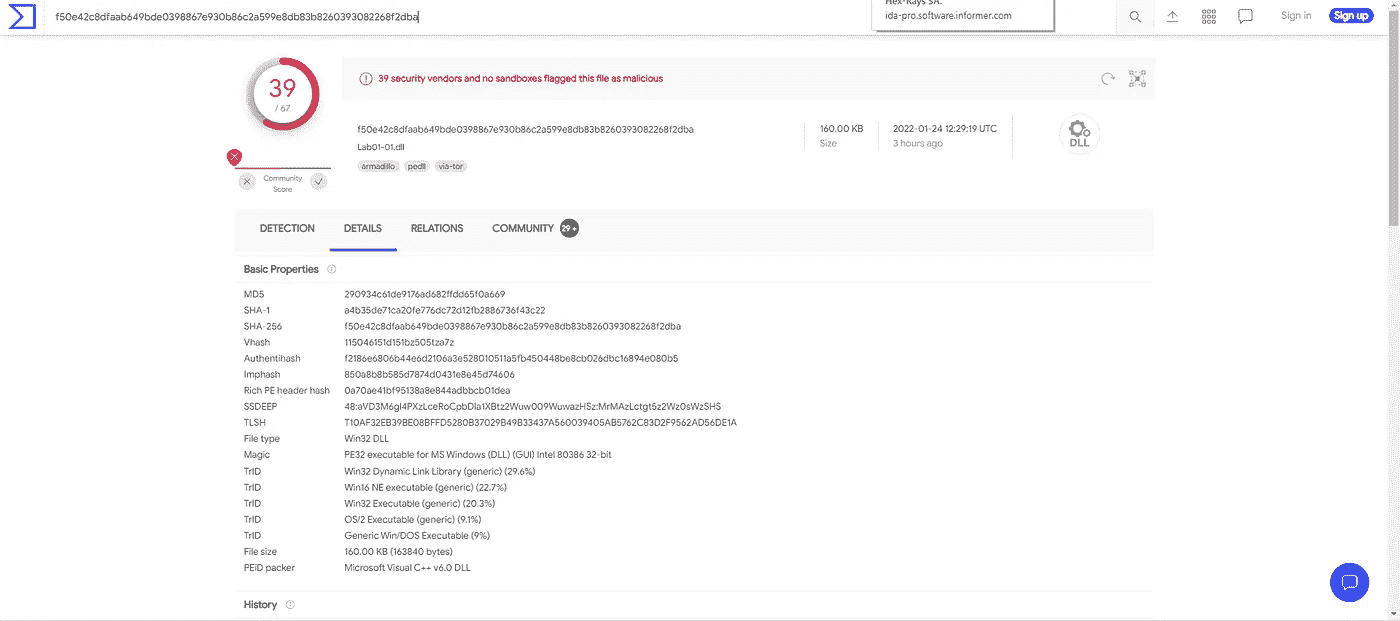 f50e42c8dfaab649bde0398867e930b86c2a599e8db83b8260393082268f2dba
Hex-Rays SA.
ida-pro.software.informer.com
Sign in
Sign up
39
/ 67
39 security vendors and no sandboxes flagged this file as malicious
f50e42c8dfaab649bde0398867e930b86c2a599e8db83b8260393082268f2dba
Lab01-01.dll
armadillo pedll via-tor
160.00 KB
Size
2022-01-24 12:29:19 UTC
3 hours ago
DLL
Community
Score
DETECTION DETAILS RELATIONS COMMUNITY 29+
Basic Properties
MD5 290934c61de9176ad682ffdd65f0a669
SHA-1 a4b35de71ca20fe776dc72d12fb2886736f43c22
SHA-256 f50e42c8dfaab649bde0398867e930b86c2a599e8db83b8260393082268f2dba
Vhash 115046151d151bz505tza7z
Authentihash f2186e6806b44e6d2106a3e528010511a5fb450448be8cb026dbc16894e080b5
Imphash 850a8b8b585d7874d0431e8e45d74606
Rich PE header hash 0a70ae41bf95138a8e844adbbcb01dea
SSDEEP 48:aVD3M6gl4PXzLceRoCpbDla1XBtz2Wuw009WuwazHSz:MrMAzLctgt5z2Wz0sWzSHS
TLSH T10AF32EB39BE08BFFD5280B37029B49B33437A560039405AB5762C83D2F9562AD56DE1A
File type Win32 DLL
Magic PE32 executable for MS Windows (DLL) (GUI) Intel 80386 32-bit
TrID Win32 Dynamic Link Library (generic) (29.6%)
TrID Win16 NE executable (generic) (22.7%)
TrID Win32 Executable (generic) (20.3%)
TrID OS/2 Executable (generic) (9.1%)
TrID Generic Win/DOS Executable (9%)
File size 160.00 KB (163840 bytes)
PEiD packer Microsoft Visual C++ v6.0 DLL
History